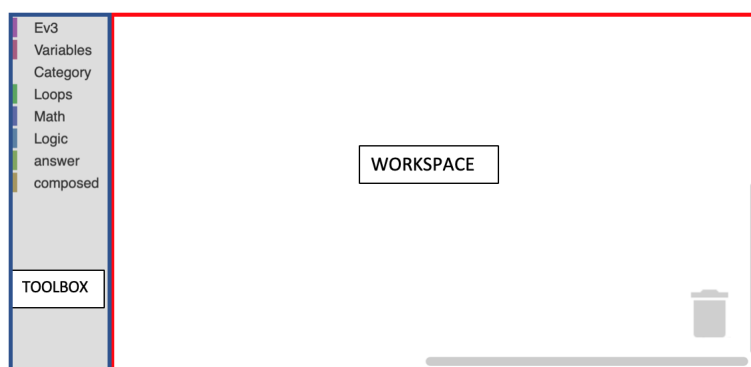 Ev3
Variables
Category
Loops
Math
Logic
answer
composed
TOOLBOX
WORKSPACE